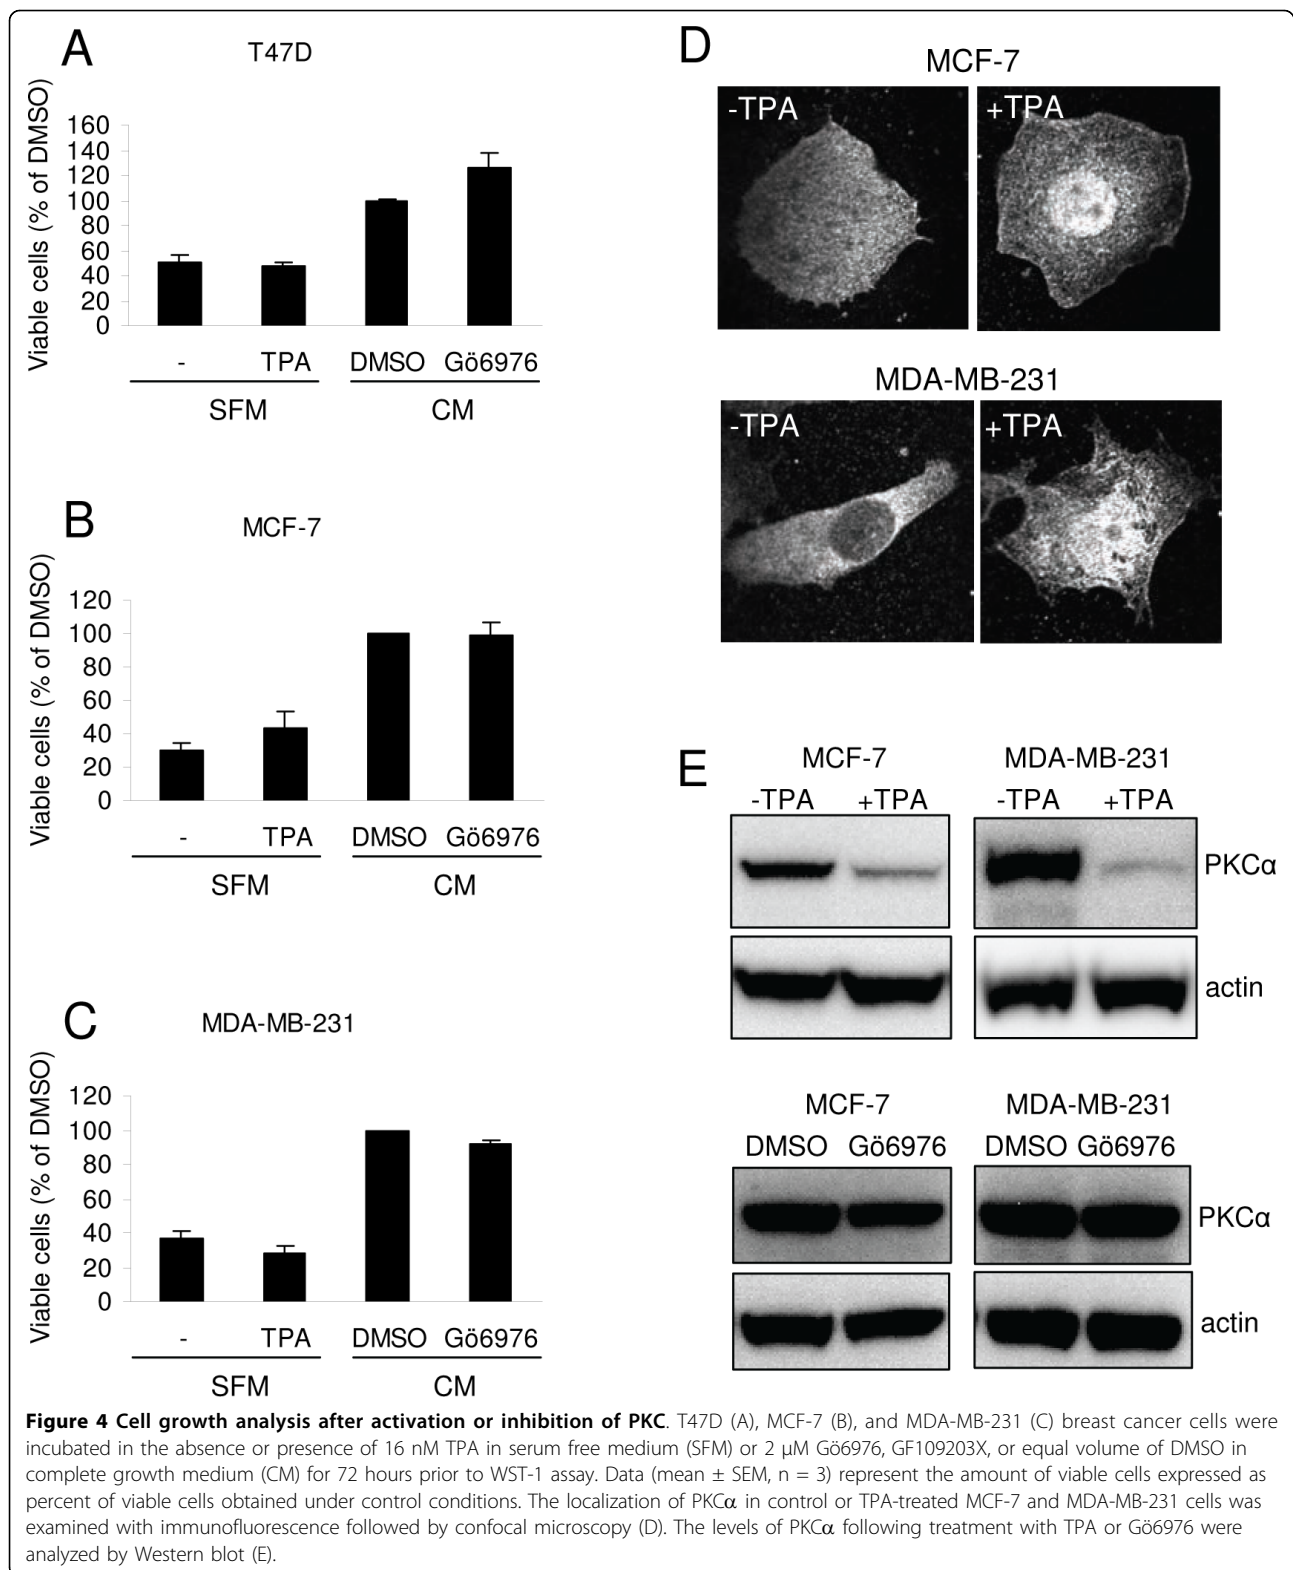 A
T47D
Viable cells (% of DMSO)
160
140
120
100
80
60
40
20
0
- TPA DMSO Gö6976
SFM CM
B
MCF-7
Viable cells (% of DMSO)
120
100
80
60
40
20
0
- TPA DMSO Gö6976
SFM CM
C
MDA-MB-231
Viable cells (% of DMSO)
120
100
80
60
40
20
0
- TPA DMSO Gö6976
SFM CM
D
MCF-7
-TPA +TPA
MDA-MB-231
-TPA +TPA
E
MCF-7 MDA-MB-231
-TPA +TPA -TPA +TPA
PKCα
actin
MCF-7 MDA-MB-231
DMSO Gö6976 DMSO Gö6976
PKCα
actin
Figure 4 Cell growth analysis after activation or inhibition of PKC. T47D (A), MCF-7 (B), and MDA-MB-231 (C) breast cancer cells were
incubated in the absence or presence of 16 nM TPA in serum free medium (SFM) or 2 μM Gö6976, GF109203X, or equal volume of DMSO in
complete growth medium (CM) for 72 hours prior to WST-1 assay. Data (mean ± SEM, n = 3) represent the amount of viable cells expressed as
percent of viable cells obtained under control conditions. The localization of PKCα in control or TPA-treated MCF-7 and MDA-MB-231 cells was
examined with immunofluorescence followed by confocal microscopy (D). The levels of PKCα following treatment with TPA or Gö6976 were
analyzed by Western blot (E).